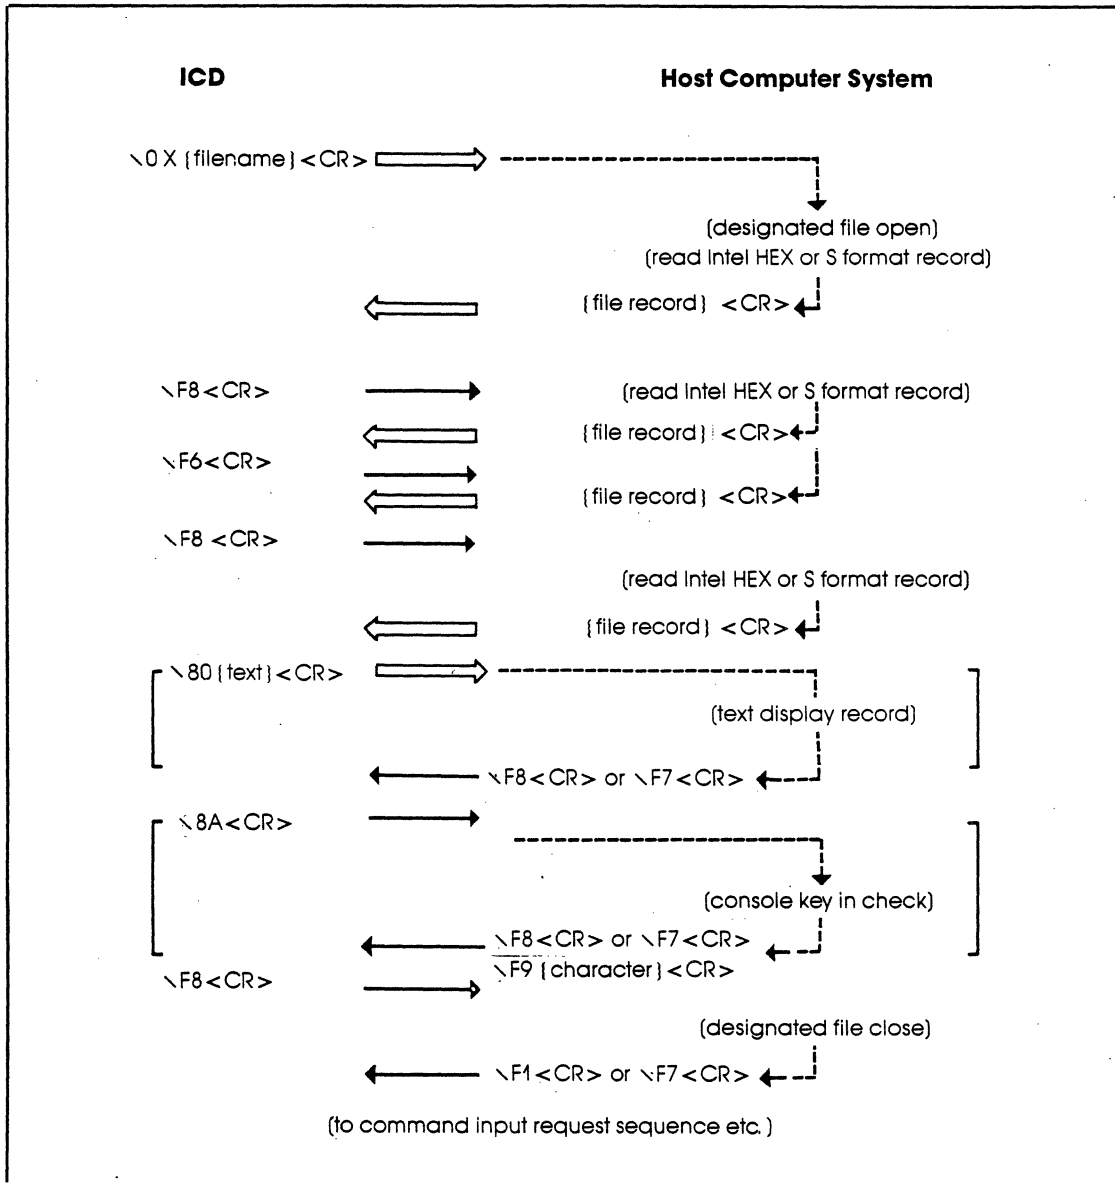 ICD Host Computer System
\0 X {filename}<CR>
(designated file open)
(read Intel HEX or S format record)
{file record} <CR>
\F8<CR> (read Intel HEX or S format record)
{file record} <CR>
\F6<CR>
{file record} <CR>
\F8 <CR>
(read Intel HEX or S format record)
{file record} <CR>
\80 {text}<CR>
(text display record)
\F8<CR> or \F7<CR>
\8A<CR>
(console key in check)
\F8<CR> or \F7<CR>
\F9 {character}<CR>
\F8<CR>
(designated file close)
\F1<CR> or \F7<CR>
(to command input request sequence etc.)